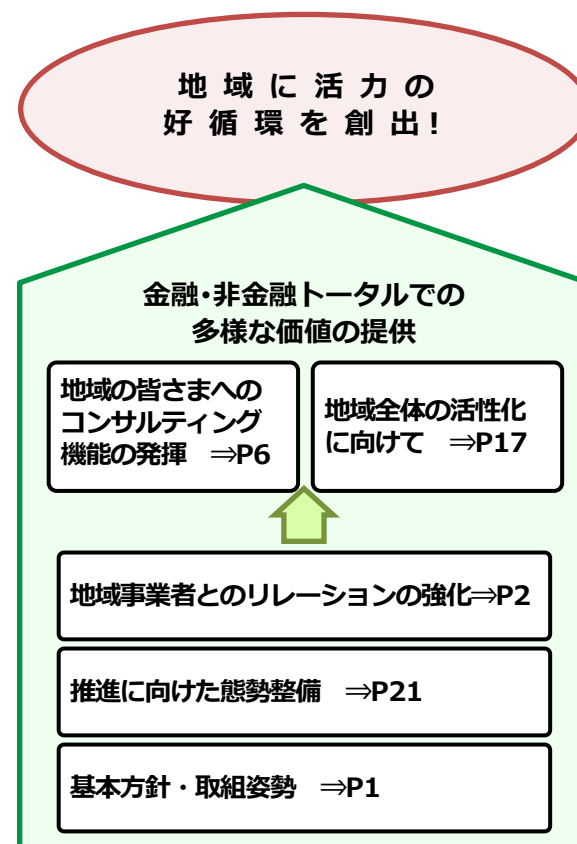 地域に活力の
好循環を創出!
金融・非金融トータルでの
多様な価値の提供
地域の皆さまへの
コンサルティング
機能の発揮　⇒P6
地域全体の活性化
に向けて　⇒P17
地域事業者とのリレーションの強化⇒P2
推進に向けた態勢整備　⇒P21
基本方針・取組姿勢　⇒P1